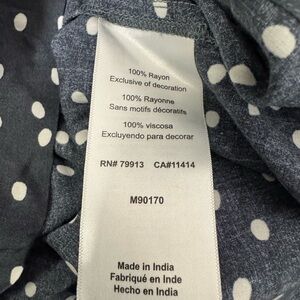 100% Rayon
Exclusive of decoration
100% Rayonne
Sans motifs décoratifs
100% viscosa
Excluyendo para decorar
RN# 79913 CA#11414
M90170
Made in India
Fabriqué en Inde
Hecho en India